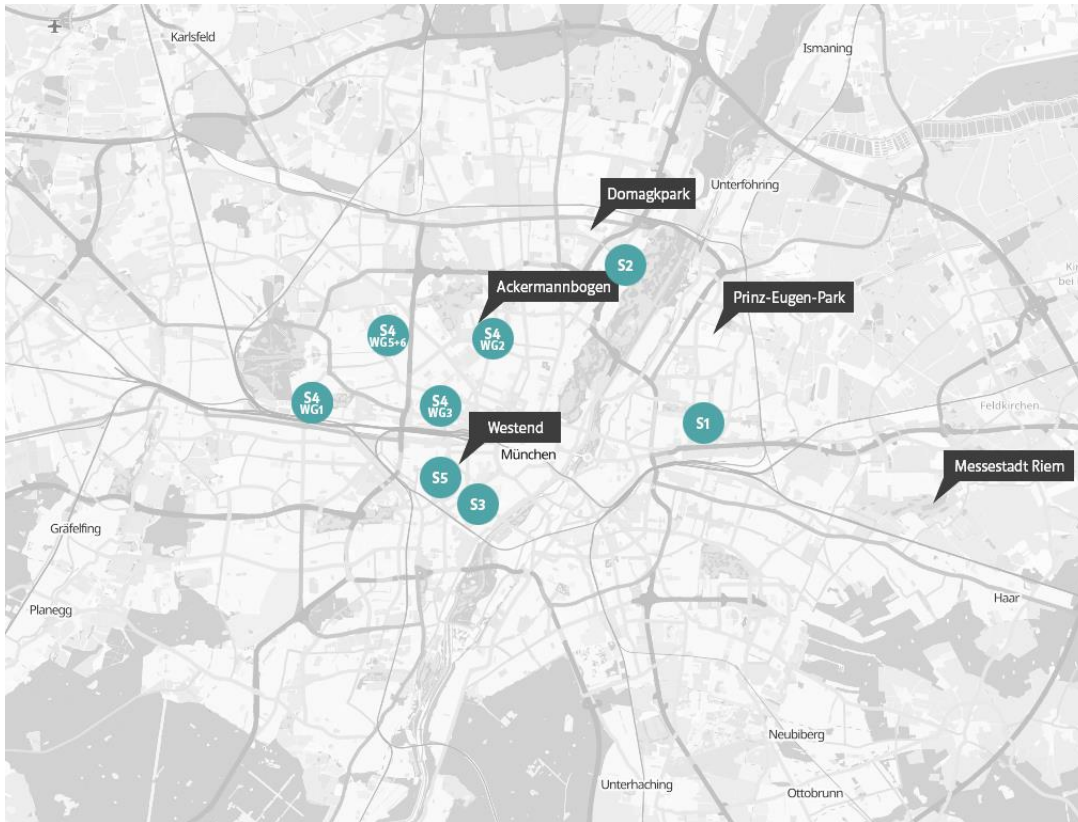 Karlsfeld
Ismaning
Domagkpark
Unterföhring
S2
Ackermannbogen
Prinz-Eugen-Park
S4
WG5+6
S4
WG2
S4
WG1
S4
WG3
S1
Feldkirchen
Westend
München
Messestadt Riem
S5
S3
Gräfelfing
Planegg
Haar
Neubiberg
Unterhaching
Ottobrunn